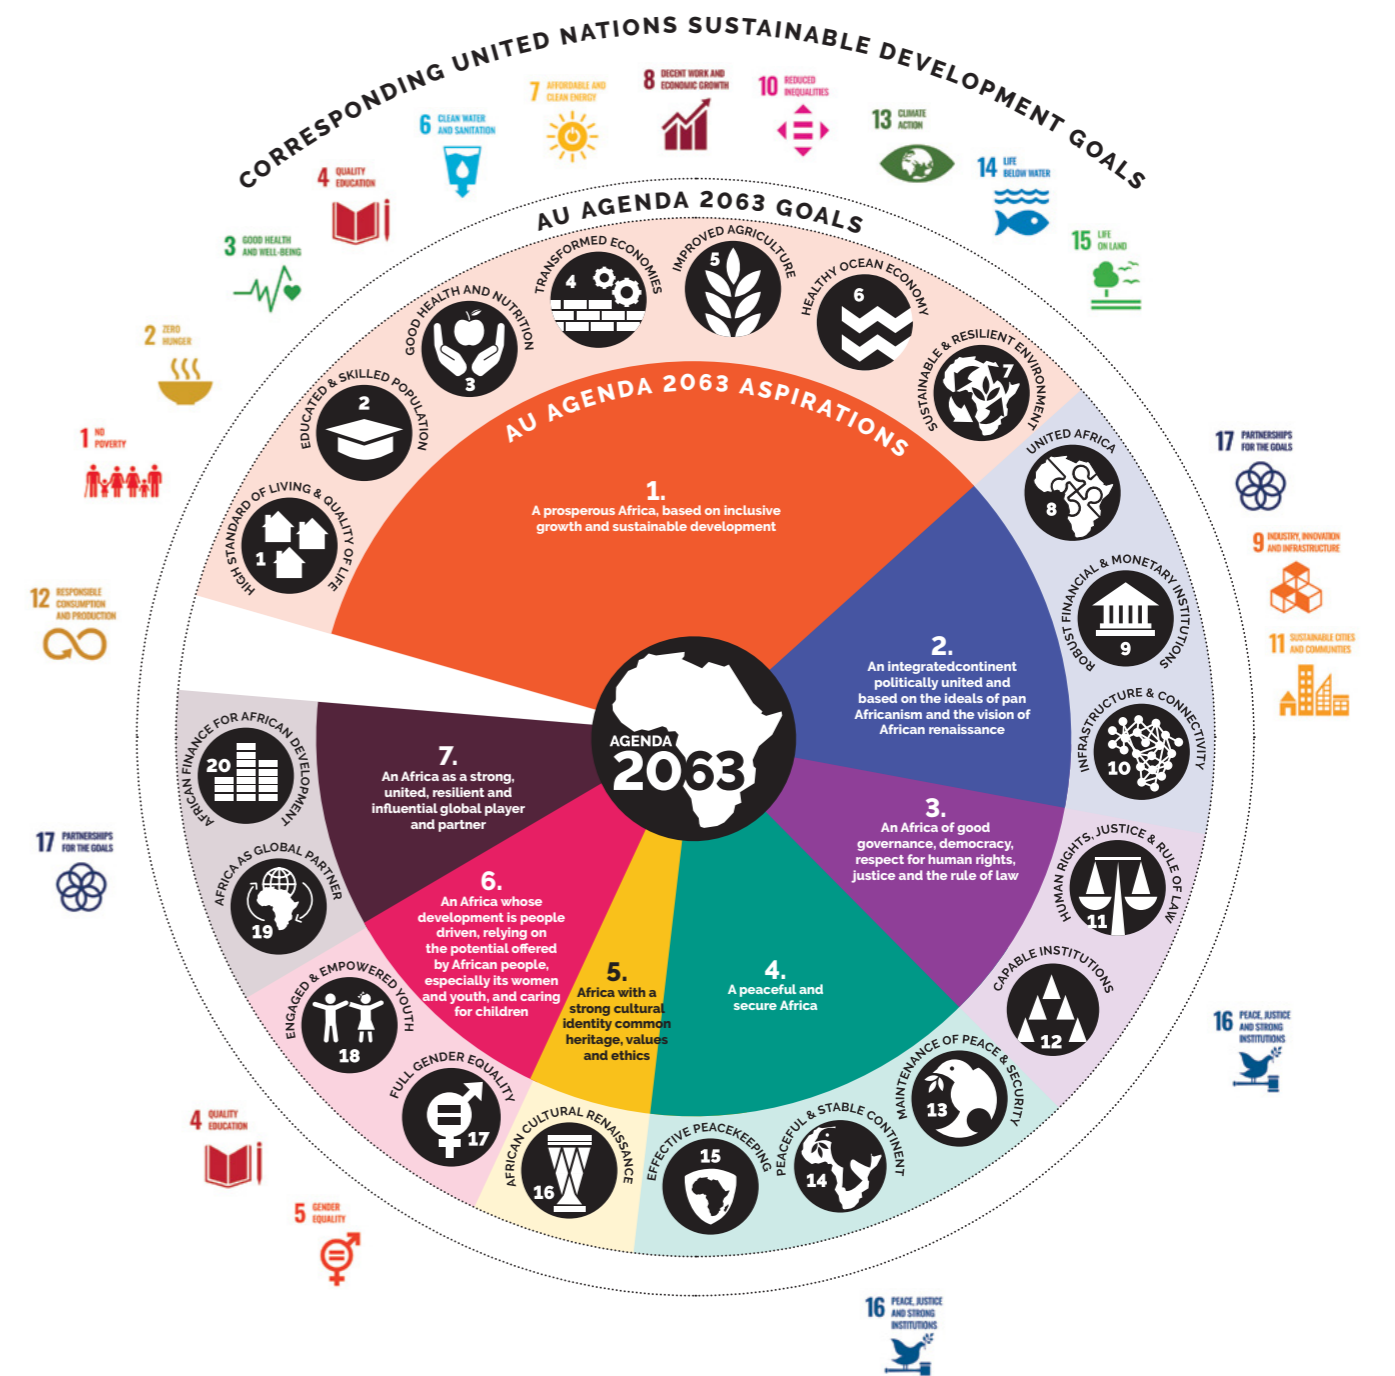 CORRESPONDING UNITED NATIONS SUSTAINABLE DEVELOPMENT GOALS
12 RESPONSIBLE
CONSUMPTION
AND PRODUCTION
1 NO
POVERTY
2 ZERO
HUNGER
3 GOOD HEALTH
AND WELL-BEING
4 QUALITY
EDUCATION
6 CLEAN WATER
AND SANITATION
7 AFFORDABLE AND
CLEAN ENERGY
8 DECENT WORK AND
ECONOMIC GROWTH
10 REDUCED
INEQUALITIES
13 CLIMATE
ACTION
14 LIFE
BELOW WATER
15 LIFE
ON LAND
17 PARTNERSHIPS
FOR THE GOALS
9 INDUSTRY, INNOVATION
AND INFRASTRUCTURE
11 SUSTAINABLE CITIES
AND COMMUNITIES
16 PEACE, JUSTICE
AND STRONG
INSTITUTIONS
16 PEACE, JUSTICE
AND STRONG
INSTITUTIONS
5 GENDER
EQUALITY
4 QUALITY
EDUCATION
17 PARTNERSHIPS
FOR THE GOALS
AU AGENDA 2063 GOALS
HIGH STANDARD OF LIVING & QUALITY OF LIFE
1
EDUCATED & SKILLED POPULATION
2
GOOD HEALTH AND NUTRITION
3
TRANSFORMED ECONOMIES
4
IMPROVED AGRICULTURE
5
HEALTHY OCEAN ECONOMY
6
SUSTAINABLE & RESILIENT ENVIRONMENT
7
UNITED AFRICA
8
ROBUST FINANCIAL & MONETARY INSTITUTIONS
9
INFRASTRUCTURE & CONNECTIVITY
10
HUMAN RIGHTS, JUSTICE & RULE OF LAW
11
CAPABLE INSTITUTIONS
12
MAINTENANCE OF PEACE & SECURITY
13
PEACEFUL & STABLE CONTINENT
14
EFFECTIVE PEACEKEEPING
15
AFRICAN CULTURAL RENAISSANCE
16
FULL GENDER EQUALITY
17
ENGAGED & EMPOWERED YOUTH
18
AFRICA AS GLOBAL PARTNER
19
AFRICAN FINANCE FOR AFRICAN DEVELOPMENT
20
AU AGENDA 2063 ASPIRATIONS
1.
A prosperous Africa, based on inclusive
growth and sustainable development
2.
An integratedcontinent
politically united and
based on the ideals of pan
Africanism and the vision of
African renaissance
3.
An Africa of good
governance, democracy,
respect for human rights,
justice and the rule of law
4.
A peaceful and
secure Africa
5.
Africa with a
strong cultural
identity common
heritage, values
and ethics
6.
An Africa whose
development is people
driven, relying on
the potential offered
by African people,
especially its women
and youth, and caring
for children
7.
An Africa as a strong,
united, resilient and
influential global player
and partner
AGENDA
2063